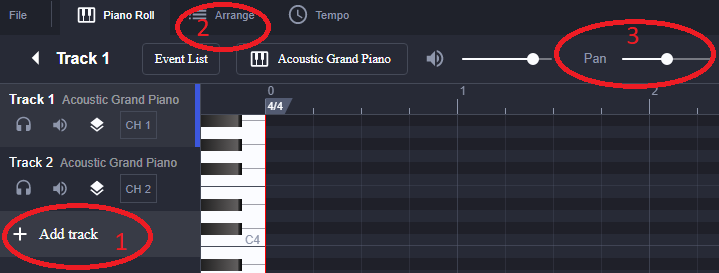 File Piano Roll Arrange Tempo
2
3
Track 1 Event List Acoustic Grand Piano Pan
0 1 2
Track 1 Acoustic Grand Piano
4/4
CH 1
Track 2 Acoustic Grand Piano
CH 2
Add track 1
C4